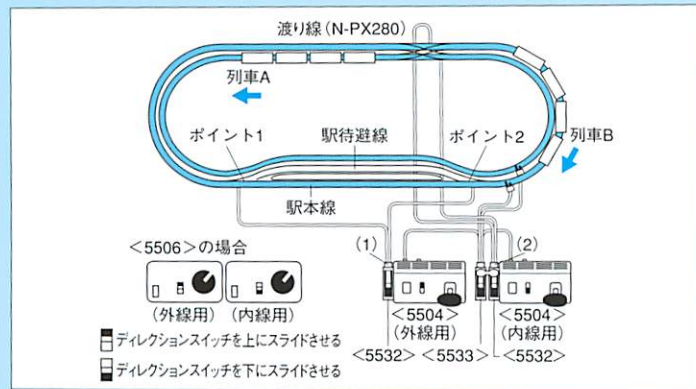 渡り線(N-PX280)
列車A
ポイント1
駅待避線
ポイント2
列車B
駅本線
<5506>の場合
(1)
(2)
(外線用)
(内線用)
<5504>
(外線用)
<5504>
(内線用)
ディレクションスイッチを上にスライドさせる
<5532>
<5533>
<5532>
ディレクションスイッチを下にスライドさせる